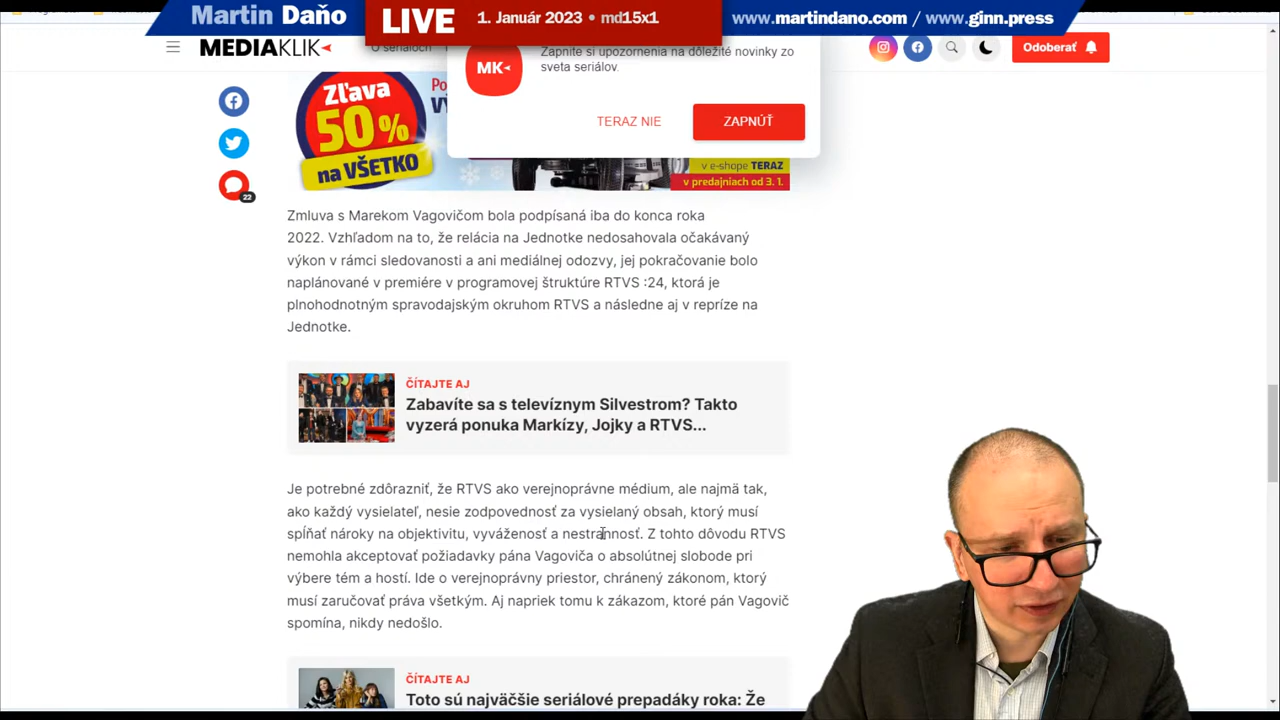 Martin Daňo
LIVE
1. Január 2023 • md15x1
www.martindano.com / www.ginn.press
MEDIAKLIK
O seriáloch
Zapnite si upozornenia na dôležité novinky zo
sveta seriálov.
MK
TERAZ NIE
ZAPNÚŤ
Odoberať
Zľava
50 %
na VŠETKO
v e-shope TERAZ
v predajniach od 3. 1.
22
Zmluva s Marekom Vagovičom bola podpísaná iba do konca roka
2022. Vzhľadom na to, že relácia na Jednotke nedosahovala očakávaný
výkon v rámci sledovanosti a ani mediálnej odozvy, jej pokračovanie bolo
naplánované v premiére v programovej štruktúre RTVS :24, ktorá je
plnohodnotným spravodajským okruhom RTVS a následne aj v repríze na
Jednotke.
ČÍTAJTE AJ
Zabavíte sa s televíznym Silvestrom? Takto
vyzerá ponuka Markízy, Jojky a RTVS...
Je potrebné zdôrazniť, že RTVS ako verejnoprávne médium, ale najmä tak,
ako každý vysielateľ, nesie zodpovednosť za vysielaný obsah, ktorý musí
spĺňať nároky na objektivitu, vyváženosť a nestrannosť. Z tohto dôvodu RTVS
nemohla akceptovať požiadavky pána Vagoviča o absolútnej slobode pri
výbere tém a hostí. Ide o verejnoprávny priestor, chránený zákonom, ktorý
musí zaručovať práva všetkým. Aj napriek tomu k zákazom, ktoré pán Vagovič
spomína, nikdy nedošlo.
ČÍTAJTE AJ
Toto sú najväčšie seriálové prepadáky roka: Že